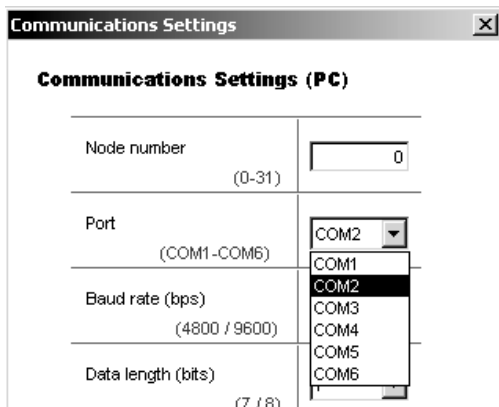 Communications Settings
Communications Settings (PC)
Node number
0
(0-31)
Port
COM2
(COM1-COM6)
COM1
COM2
COM3
COM4
COM5
COM6
Baud rate (bps)
(4800 / 9600)
Data length (bits)
(7 / 8)